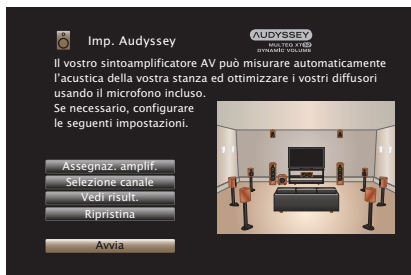 Imp. Audyssey
AUDYSSEY
MULTEQ XT32
DYNAMIC VOLUME
Il vostro sintoamplificatore AV può misurare automaticamente
l'acustica della vostra stanza ed ottimizzare i vostri diffusori
usando il microfono incluso.
Se necessario, configurare
le seguenti impostazioni.
Assegnaz. amplif.
Selezione canale
Vedi risult.
Ripristina
Avvia